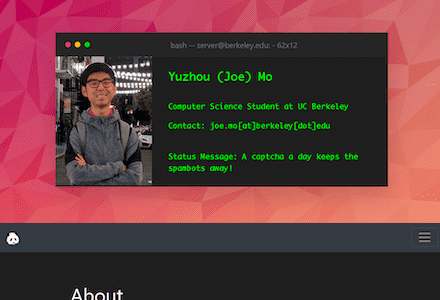 bash — server@berkeley.edu: - 62x12
Yuzhou (Joe) Mo
Computer Science Student at UC Berkeley
Contact: joe.mo[at]berkeley[dot]edu
Status Message: A captcha a day keeps the
spambots away!
About